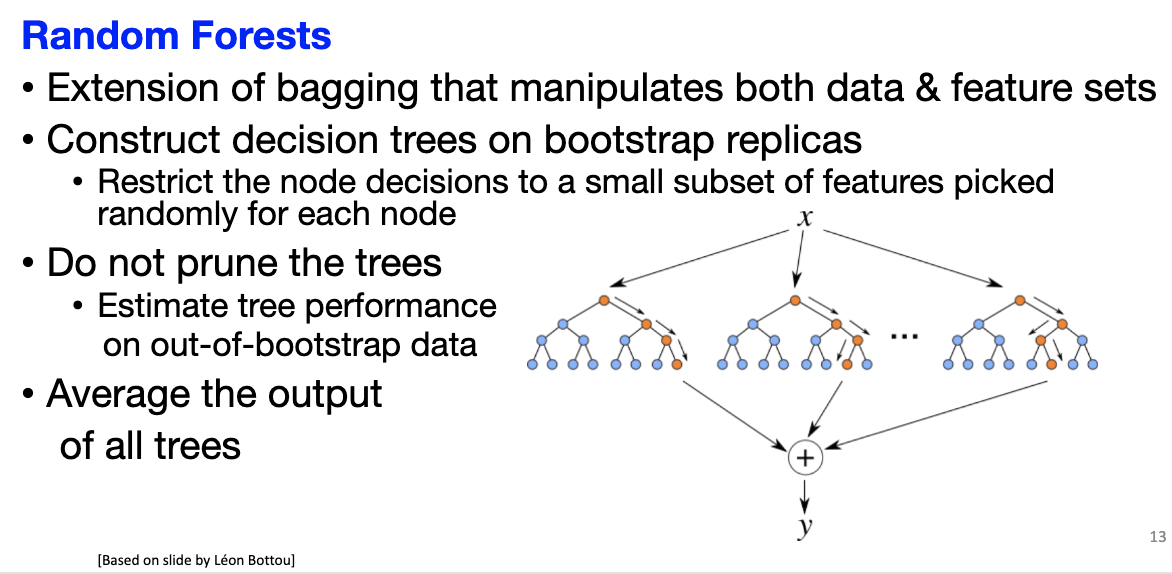 Random Forests
• Extension of bagging that manipulates both data & feature sets
• Construct decision trees on bootstrap replicas
• Restrict the node decisions to a small subset of features picked
randomly for each node
x
• Do not prune the trees
• Estimate tree performance
on out-of-bootstrap data
...
• Average the output
of all trees
+
y
13
[Based on slide by Léon Bottou]